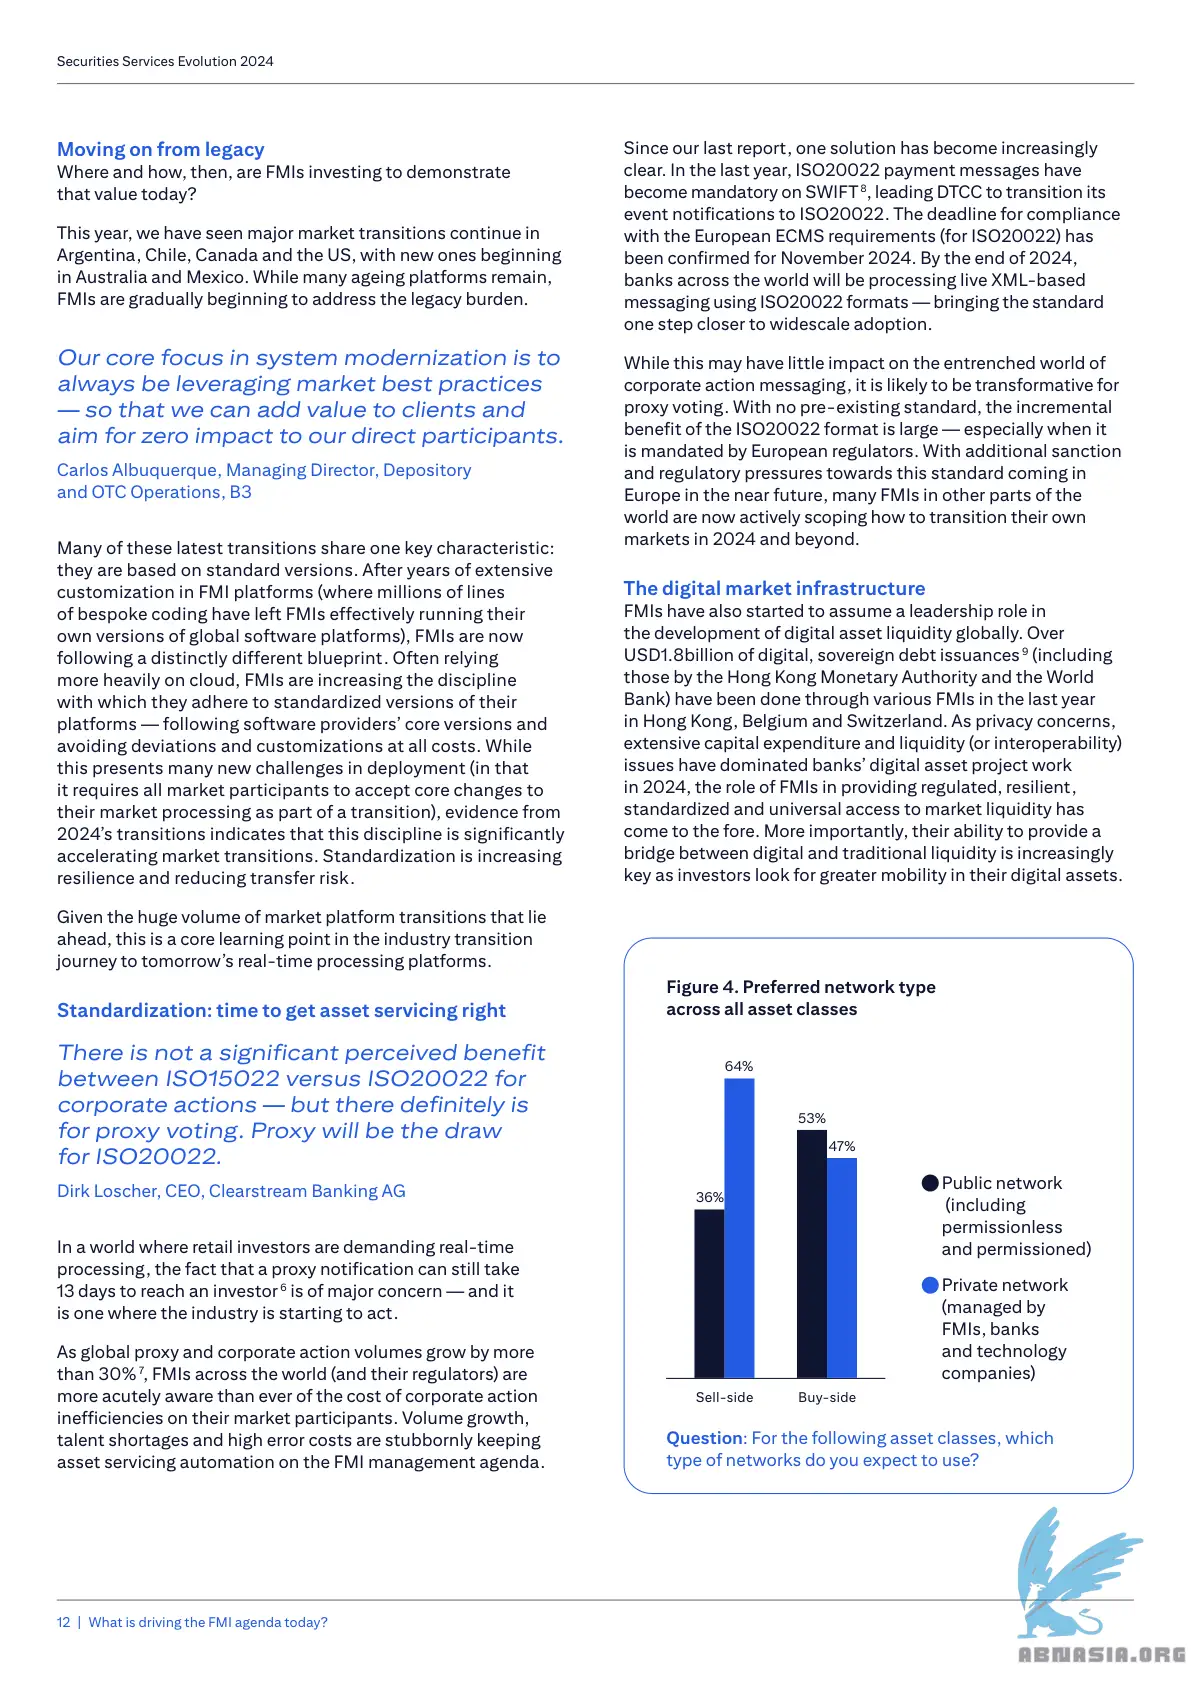 Securities Services Evolution 2024
Moving on from legacy
Where and how, then, are FMIs investing to demonstrate
that value today?
This year, we have seen major market transitions continue in
Argentina, Chile, Canada and the US, with new ones beginning
in Australia and Mexico. While many ageing platforms remain,
FMIs are gradually beginning to address the legacy burden.
Our core focus in system modernization is to
always be leveraging market best practices
— so that we can add value to clients and
aim for zero impact to our direct participants.
Carlos Albuquerque, Managing Director, Depository
and OTC Operations, B3
Many of these latest transitions share one key characteristic:
they are based on standard versions. After years of extensive
customization in FMI platforms (where millions of lines
of bespoke coding have left FMIs effectively running their
own versions of global software platforms), FMIs are now
following a distinctly different blueprint. Often relying
more heavily on cloud, FMIs are increasing the discipline
with which they adhere to standardized versions of their
platforms — following software providers’ core versions and
avoiding deviations and customizations at all costs. While
this presents many new challenges in deployment (in that
it requires all market participants to accept core changes to
their market processing as part of a transition), evidence from
2024’s transitions indicates that this discipline is significantly
accelerating market transitions. Standardization is increasing
resilience and reducing transfer risk.
Given the huge volume of market platform transitions that lie
ahead, this is a core learning point in the industry transition
journey to tomorrow’s real-time processing platforms.
Standardization: time to get asset servicing right
There is not a significant perceived benefit
between ISO15022 versus ISO20022 for
corporate actions — but there definitely is
for proxy voting. Proxy will be the draw
for ISO20022.
Dirk Loscher, CEO, Clearstream Banking AG
In a world where retail investors are demanding real-time
processing, the fact that a proxy notification can still take
13 days to reach an investor⁶ is of major concern — and it
is one where the industry is starting to act.
As global proxy and corporate action volumes grow by more
than 30%⁷, FMIs across the world (and their regulators) are
more acutely aware than ever of the cost of corporate action
inefficiencies on their market participants. Volume growth,
talent shortages and high error costs are stubbornly keeping
asset servicing automation on the FMI management agenda.
Since our last report, one solution has become increasingly
clear. In the last year, ISO20022 payment messages have
become mandatory on SWIFT⁸, leading DTCC to transition its
event notifications to ISO20022. The deadline for compliance
with the European ECMS requirements (for ISO20022) has
been confirmed for November 2024. By the end of 2024,
banks across the world will be processing live XML-based
messaging using ISO20022 formats — bringing the standard
one step closer to widescale adoption.
While this may have little impact on the entrenched world of
corporate action messaging, it is likely to be transformative for
proxy voting. With no pre-existing standard, the incremental
benefit of the ISO20022 format is large — especially when it
is mandated by European regulators. With additional sanction
and regulatory pressures towards this standard coming in
Europe in the near future, many FMIs in other parts of the
world are now actively scoping how to transition their own
markets in 2024 and beyond.
The digital market infrastructure
FMIs have also started to assume a leadership role in
the development of digital asset liquidity globally. Over
USD1.8billion of digital, sovereign debt issuances⁹ (including
those by the Hong Kong Monetary Authority and the World
Bank) have been done through various FMIs in the last year
in Hong Kong, Belgium and Switzerland. As privacy concerns,
extensive capital expenditure and liquidity (or interoperability)
issues have dominated banks’ digital asset project work
in 2024, the role of FMIs in providing regulated, resilient,
standardized and universal access to market liquidity has
come to the fore. More importantly, their ability to provide a
bridge between digital and traditional liquidity is increasingly
key as investors look for greater mobility in their digital assets.
Figure 4. Preferred network type
across all asset classes
64%
53%
47%
36%
Sell-side Buy-side
Public network
(including
permissionless
and permissioned)
Private network
(managed by
FMIs, banks
and technology
companies)
Question: For the following asset classes, which
type of networks do you expect to use?
12 | What is driving the FMI agenda today?
ABNASIA.ORG